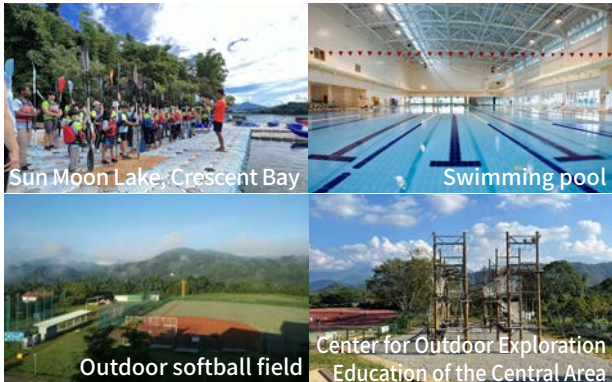 Sun Moon Lake, Crescent Bay
Swimming pool
Outdoor softball field
Center for Outdoor Exploration
Education of the Central Area